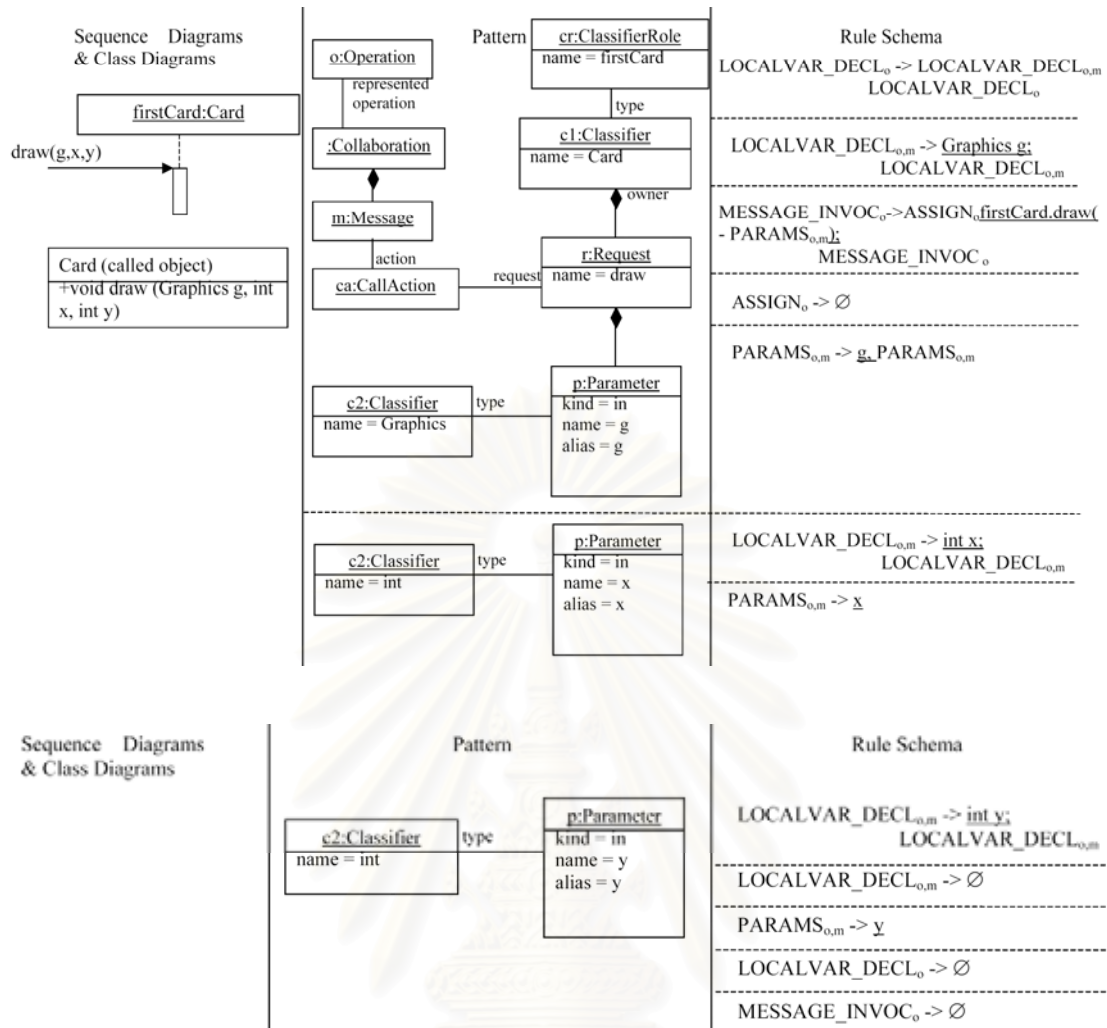 Sequence Diagrams
& Class Diagrams
firstCard:Card
draw(g,x,y)
Card (called object)
+void draw (Graphics g, int
x, int y)
Pattern
o:Operation
represented
operation
:Collaboration
m:Message
action
ca:CallAction
cr:ClassifierRole
name = firstCard
type
c1:Classifier
name = Card
owner
r:Request
name = draw
request
c2:Classifier
name = Graphics
type
p:Parameter
kind = in
name = g
alias = g
c2:Classifier
name = int
type
p:Parameter
kind = in
name = x
alias = x
Rule Schema
LOCALVAR_DECLo -> LOCALVAR_DECLo,m
LOCALVAR_DECLo
LOCALVAR_DECLo,m -> Graphics g;
LOCALVAR_DECLo,m
MESSAGE_INVOCo->ASSIGNofirstCard.draw(
- PARAMSo,m);
MESSAGE_INVOC o
ASSIGNo -> ∅
PARAMSo,m -> g, PARAMSo,m
LOCALVAR_DECLo,m -> int x;
LOCALVAR_DECLo,m
PARAMSo,m -> x
Sequence Diagrams
& Class Diagrams
Pattern
c2:Classifier
name = int
type
p:Parameter
kind = in
name = y
alias = y
Rule Schema
LOCALVAR_DECLo,m -> int y;
LOCALVAR_DECLo,m
LOCALVAR_DECLo,m -> ∅
PARAMSo,m -> y
LOCALVAR_DECLo -> ∅
MESSAGE_INVOCo -> ∅